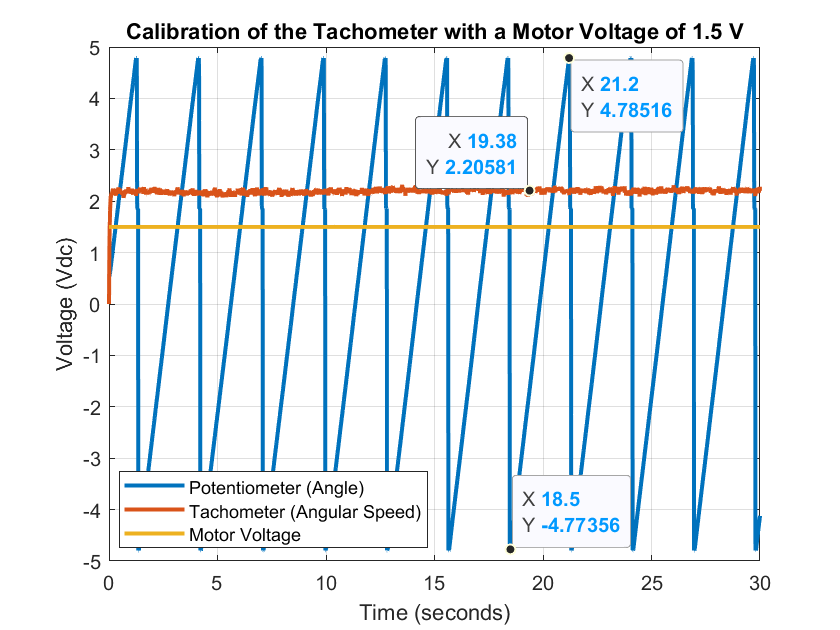 Calibration of the Tachometer with a Motor Voltage of 1.5 V
Voltage (Vdc)
5
4
3
2
1
0
-1
-2
-3
-4
-5
X 21.2
Y 4.78516
X 19.38
Y 2.20581
X 18.5
Y -4.77356
Potentiometer (Angle)
Tachometer (Angular Speed)
Motor Voltage
0 5 10 15 20 25 30
Time (seconds)